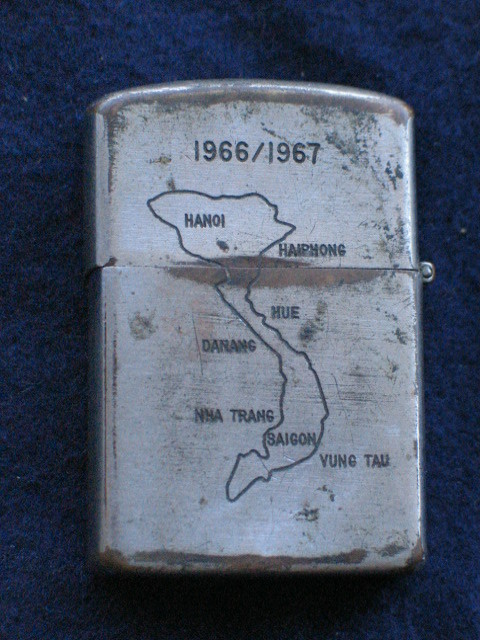 1966/1967
HANOI
HAIPHONG
HUE
DANANG
NHA TRANG
SAIGON
VUNG TAU